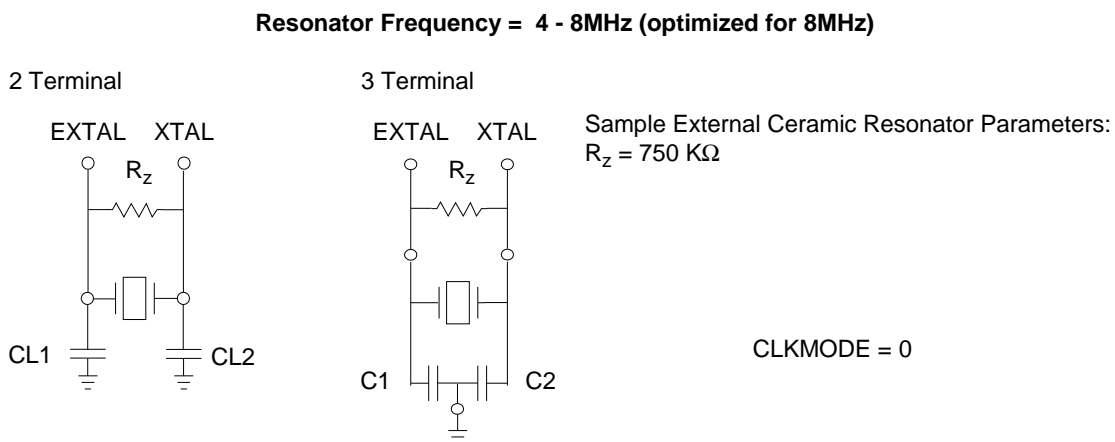 Resonator Frequency = 4 - 8MHz (optimized for 8MHz)
2 Terminal
3 Terminal
EXTAL XTAL
Rz
CL1
CL2
EXTAL XTAL
Rz
C1
C2
Sample External Ceramic Resonator Parameters:
Rz = 750 KΩ
CLKMODE = 0